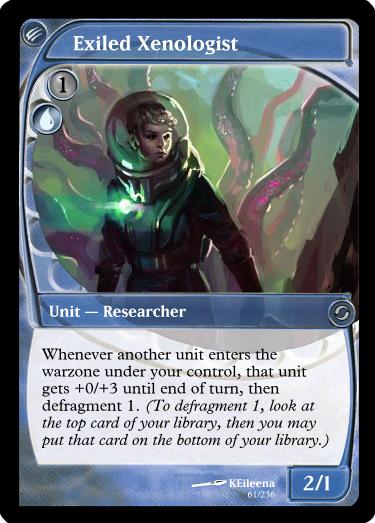 Exiled Xenologist
1
Unit — Researcher
Whenever another unit enters the
warzone under your control, that unit
gets +0/+3 until end of turn, then
defragment 1. (To defragment 1, look at
the top card of your library, then you may
put that card on the bottom of your library.)
KEileena
61/236
2/1